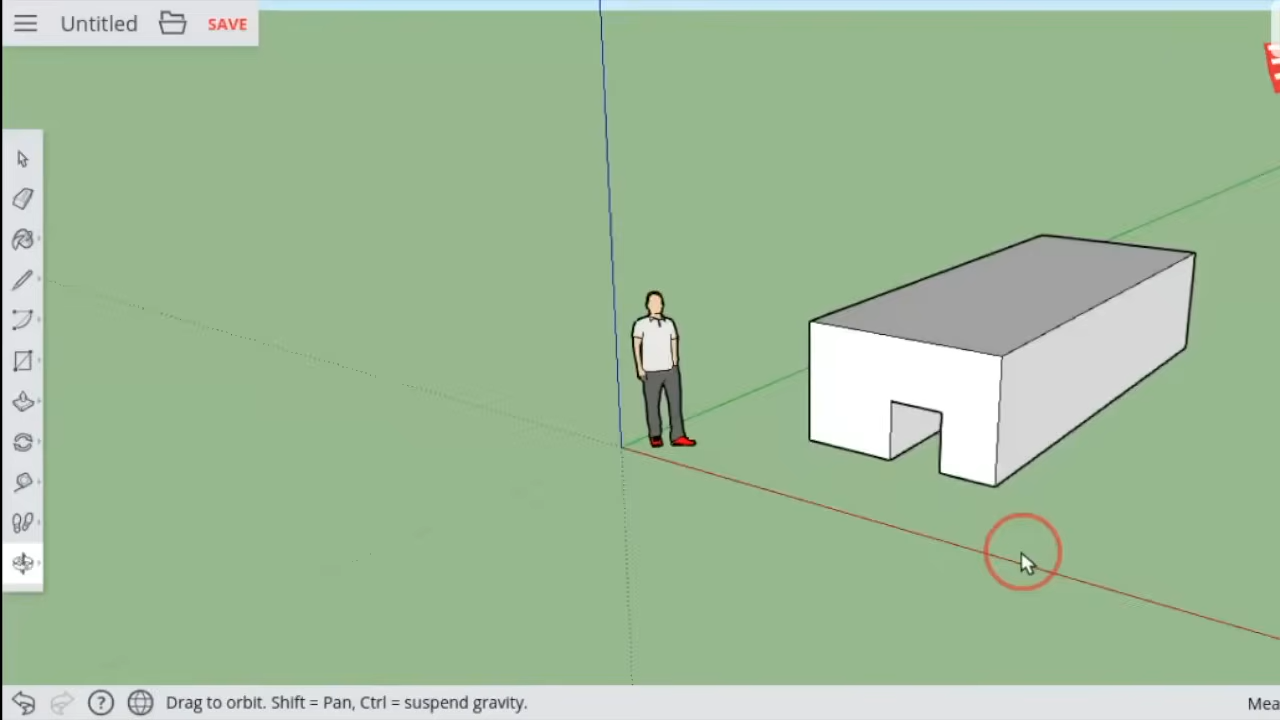 Untitled SAVE
Drag to orbit. Shift = Pan, Ctrl = suspend gravity.
Mea